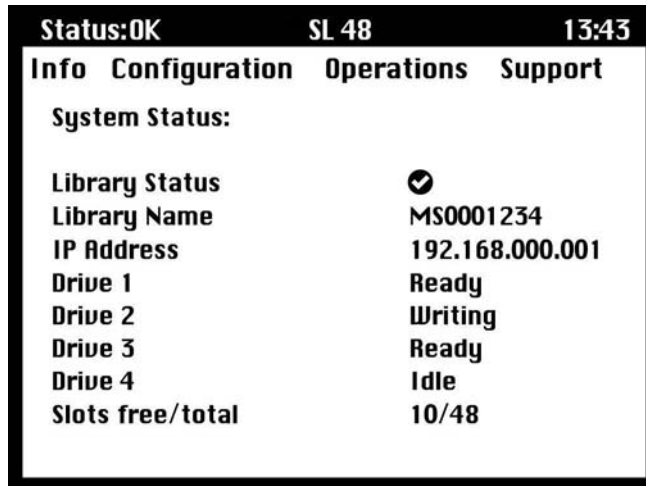 Status:OK SL 48 13:43
Info Configuration Operations Support
System Status:
Library Status
Library Name MS0001234
IP Address 192.168.000.001
Drive 1 Ready
Drive 2 Writing
Drive 3 Ready
Drive 4 Idle
Slots free/total 10/48